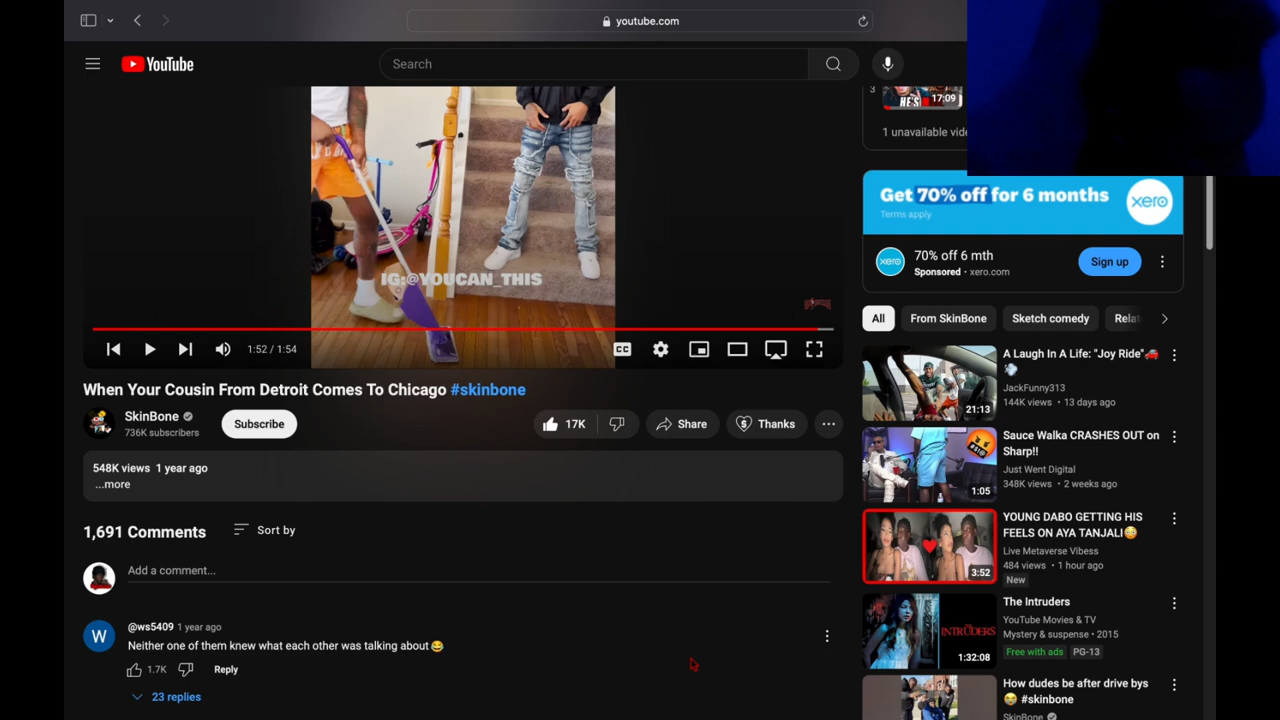 youtube.com
YouTube
Search
3
HE'S
17:09
1 unavailable
Get 70% off for 6 months
Terms apply
xero
xero
70% off 6 mth
Sponsored • xero.com
Sign up
IG:@YOUCAN_THIS
1:52 / 1:54
CC
All
From SkinBone
Sketch comedy
When Your Cousin From Detroit Comes To Chicago #skinbone
SkinBone
736K subscribers
Subscribe
17K
Share
Thanks
548K views 1 year ago
...more
1,691 Comments
Sort by
Add a comment...
W
@ws5409 1 year ago
Neither one of them knew what each other was talking about😂
1.7K
Reply
23 replies
21:13
A Laugh In A Life: "Joy Ride"🚗
💨
JackFunny313
144K views • 13 days ago
1:05
Sauce Walka CRASHES OUT on
Sharp!!
Just Went Digital
348K views • 2 weeks ago
3:52
YOUNG DABO GETTING HIS
FEELS ON AYA TANJALI😳
Live Metaverse Vibess
484 views • 1 hour ago
New
THE INTRUDERS
1:32:08
The Intruders
YouTube Movies & TV
Mystery & suspense • 2015
Free with ads
PG-13
How dudes be after drive bys
😭 #skinbone
SkinBone